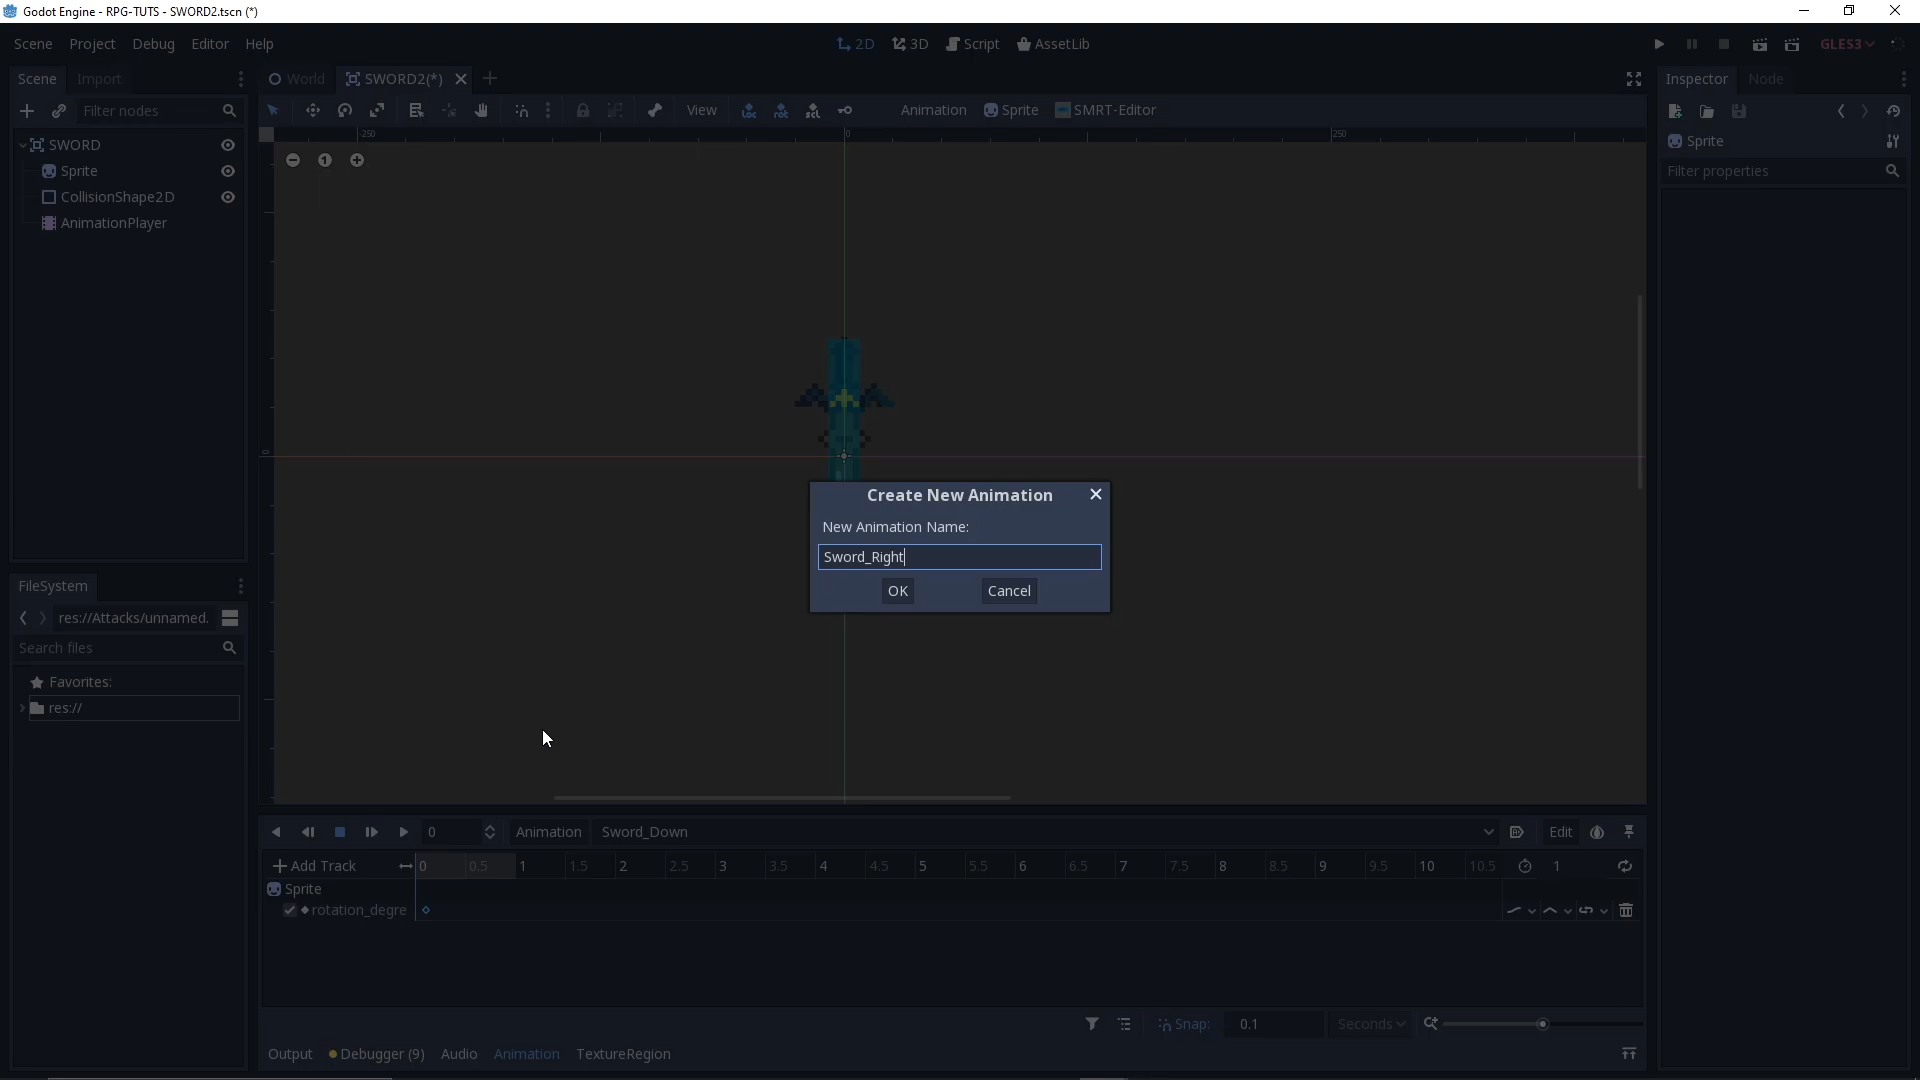 Godot Engine - RPG-TUTS - SWORD2.tscn (*)
Scene Project Debug Editor Help
2D 3D Script AssetLib
GLES3
Scene Import
World SWORD2(*)
Inspector Node
Filter nodes
View
Animation Sprite SMRT-Editor
250 0 250
SWORD
Sprite
CollisionShape2D
AnimationPlayer
1
Sprite
Filter properties
0
Create New Animation
New Animation Name:
Sword_Right
OK Cancel
FileSystem
res://Attacks/unnamed.
Search files
Favorites:
res://
0 Animation Sword_Down Edit
Add Track 0 0.5 1 1.5 2 2.5 3 3.5 4 4.5 5 5.5 6 6.5 7 7.5 8 8.5 9 9.5 10 10.5 1
Sprite
rotation_degre
Snap: 0.1 Seconds
Output Debugger (9) Audio Animation TextureRegion